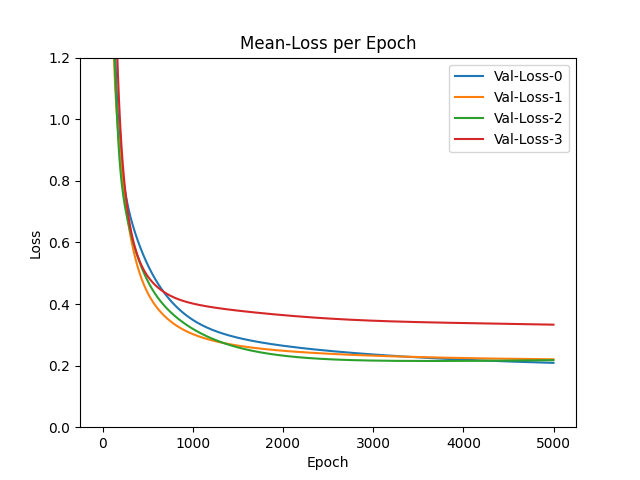 Mean-Loss per Epoch
Val-Loss-0
Val-Loss-1
Val-Loss-2
Val-Loss-3
Loss
1.2
1.0
0.8
0.6
0.4
0.2
0.0
0 1000 2000 3000 4000 5000
Epoch